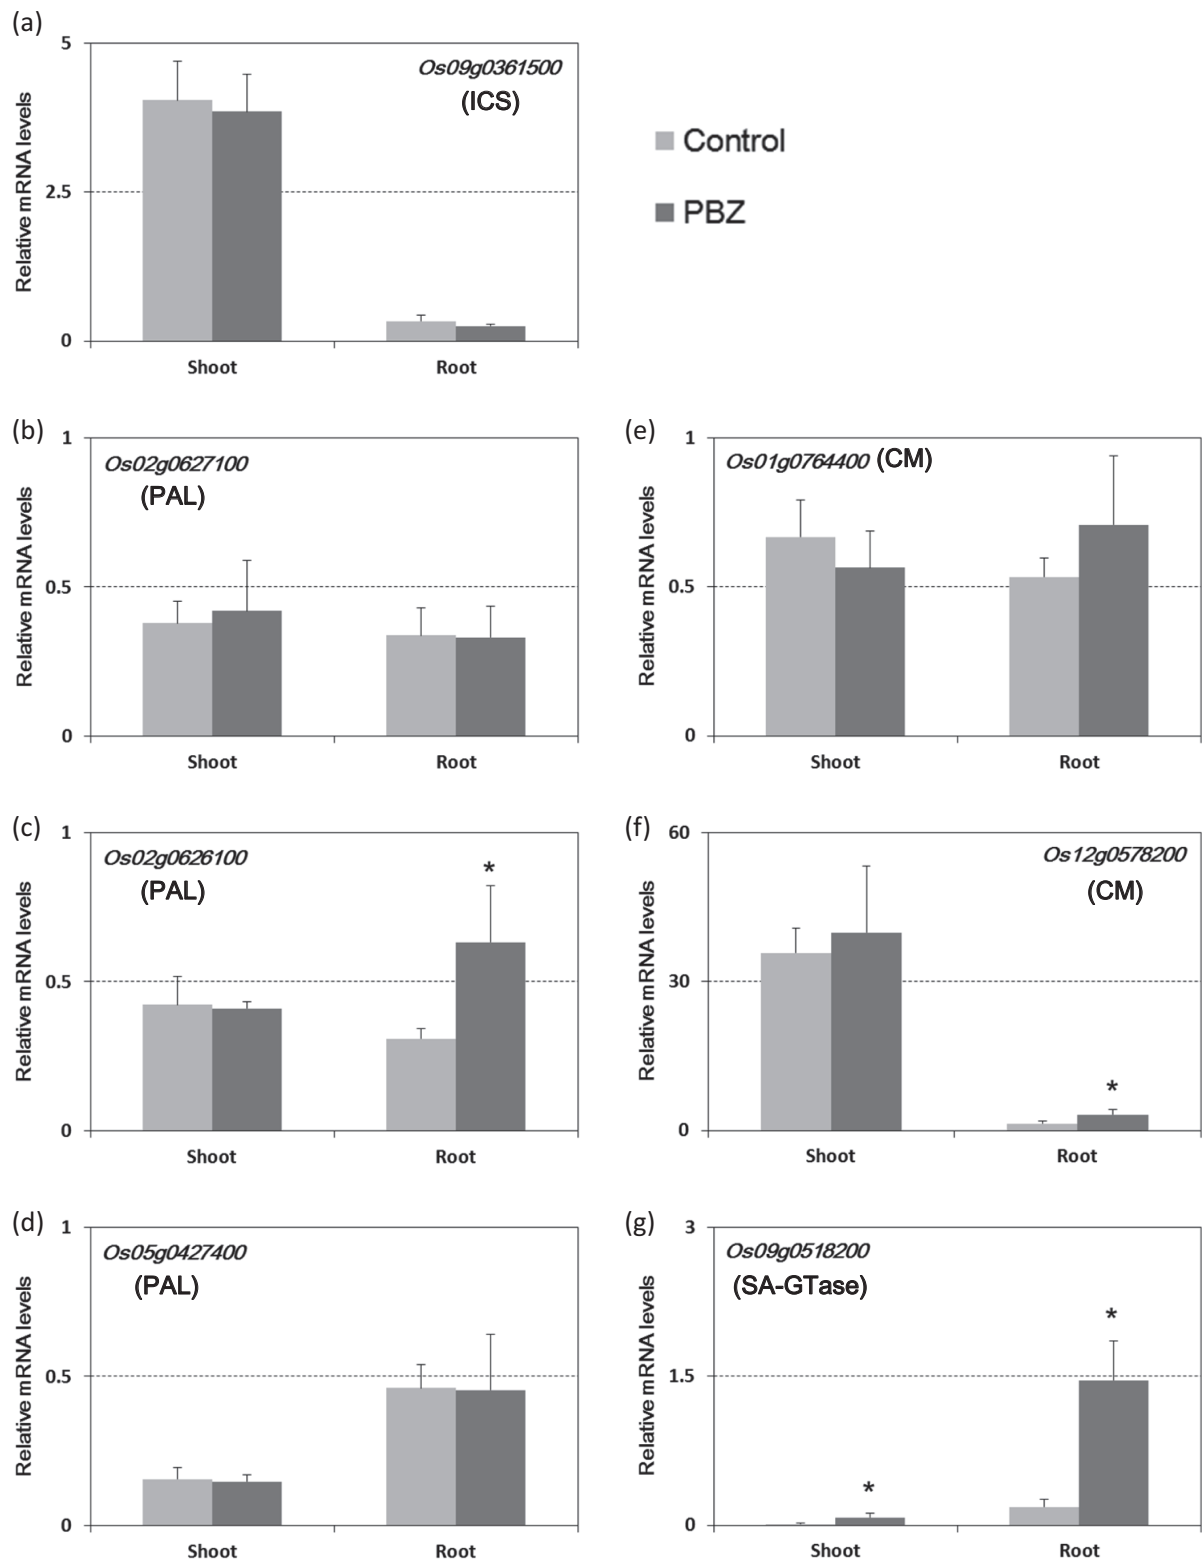 (a)
5
Os09g0361500
(ICS)
Relative mRNA levels
2.5
0
Shoot Root
Control
PBZ
(b)
1
Os02g0627100
(PAL)
Relative mRNA levels
0.5
0
Shoot Root
(e)
1
Os01g0764400 (CM)
Relative mRNA levels
0.5
0
Shoot Root
(c)
1
Os02g0626100
(PAL)
*
Relative mRNA levels
0.5
0
Shoot Root
(f)
60
Os12g0578200
(CM)
Relative mRNA levels
30
*
0
Shoot Root
(d)
1
Os05g0427400
(PAL)
Relative mRNA levels
0.5
0
Shoot Root
(g)
3
Os09g0518200
(SA-GTase)
*
Relative mRNA levels
1.5
*
0
Shoot Root